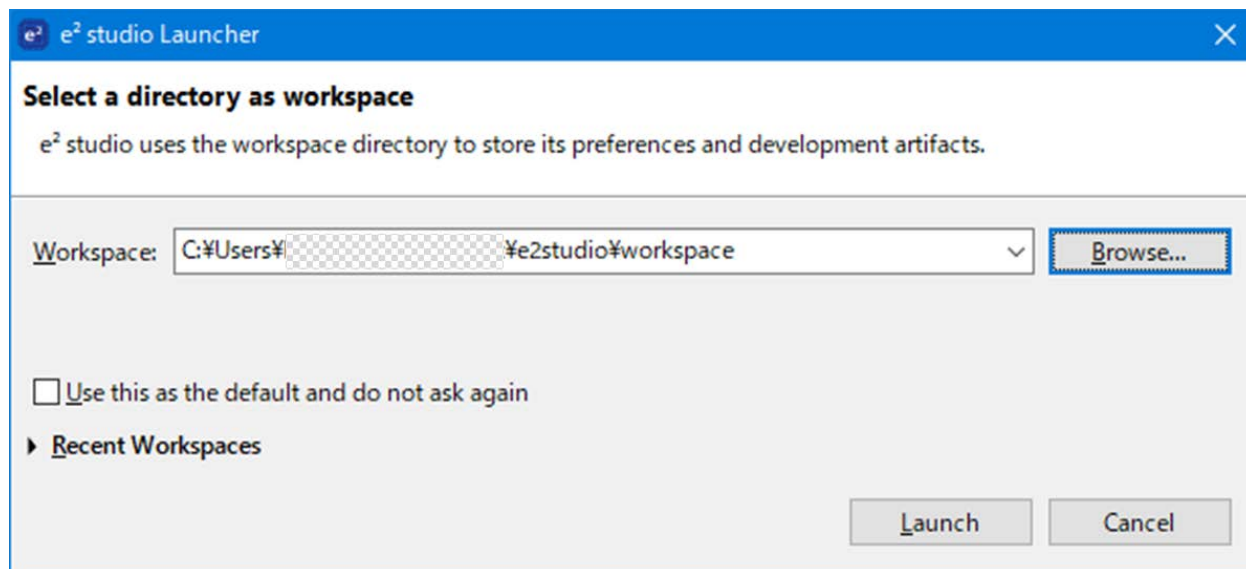 e² e² studio Launcher
Select a directory as workspace
e² studio uses the workspace directory to store its preferences and development artifacts.
Workspace: C:¥Users¥ ¥e2studio¥workspace Browse...
Use this as the default and do not ask again
Recent Workspaces
Launch Cancel